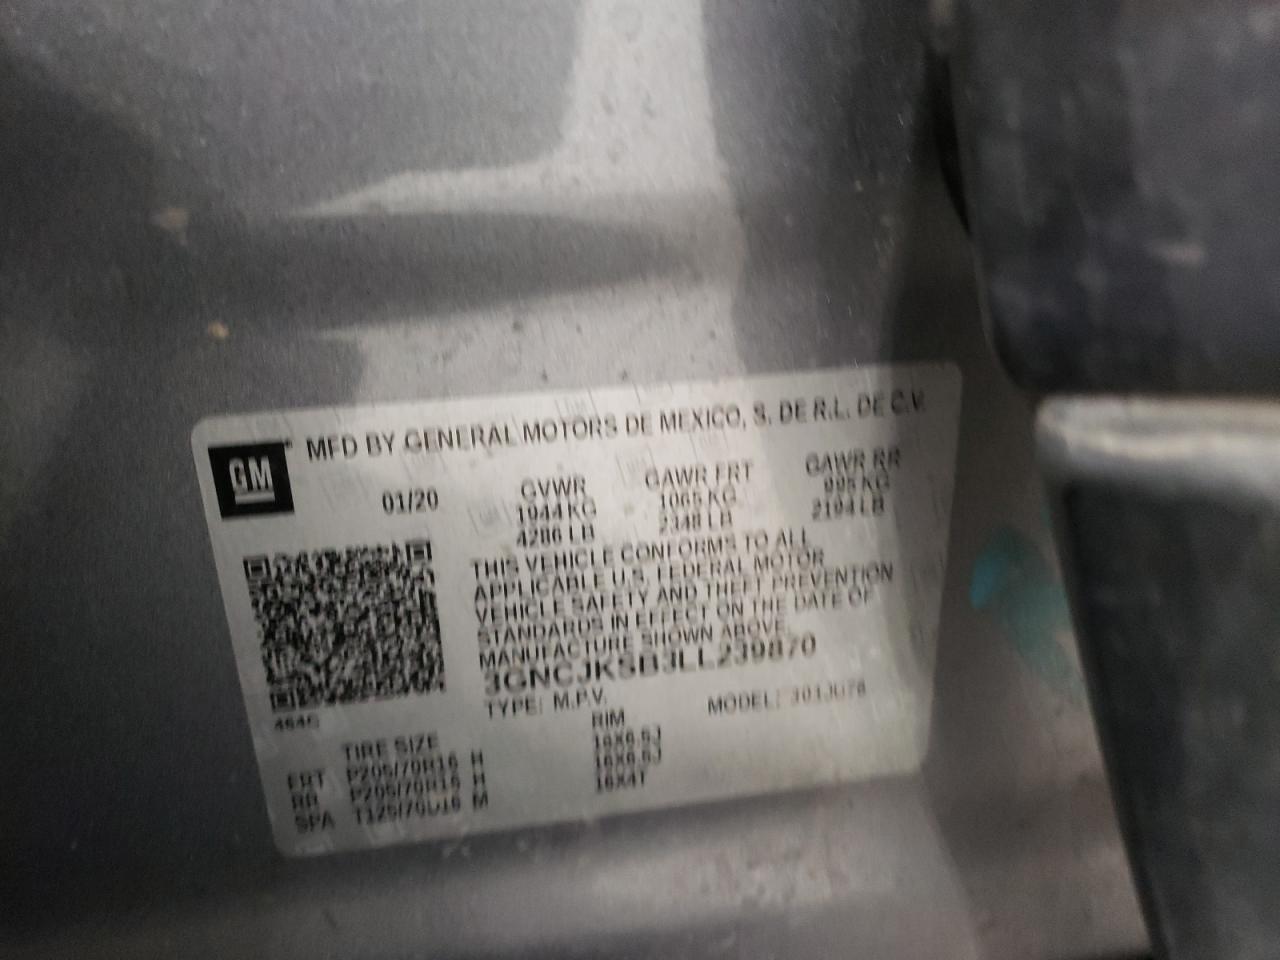 GM
MFD BY GENERAL MOTORS DE MEXICO, S. DE R.L. DE C.V.
01/20
GVWR GAWR FRT GAWR RR
1944 KG 1065 KG 995 KG
4286 LB 2348 LB 2194 LB
THIS VEHICLE CONFORMS TO ALL
APPLICABLE U.S. FEDERAL MOTOR
VEHICLE SAFETY AND THEFT PREVENTION
STANDARDS IN EFFECT ON THE DATE OF
MANUFACTURE SHOWN ABOVE
3GNCJKSB3LL239870
TYPE: M.P.V. MODEL: 1JU76
TIRE SIZE RIM
FRT P205/70R16 H 16X6.5J
RR P205/70R16 H 16X6.5J
SPA T125/70D16 M 16X4T